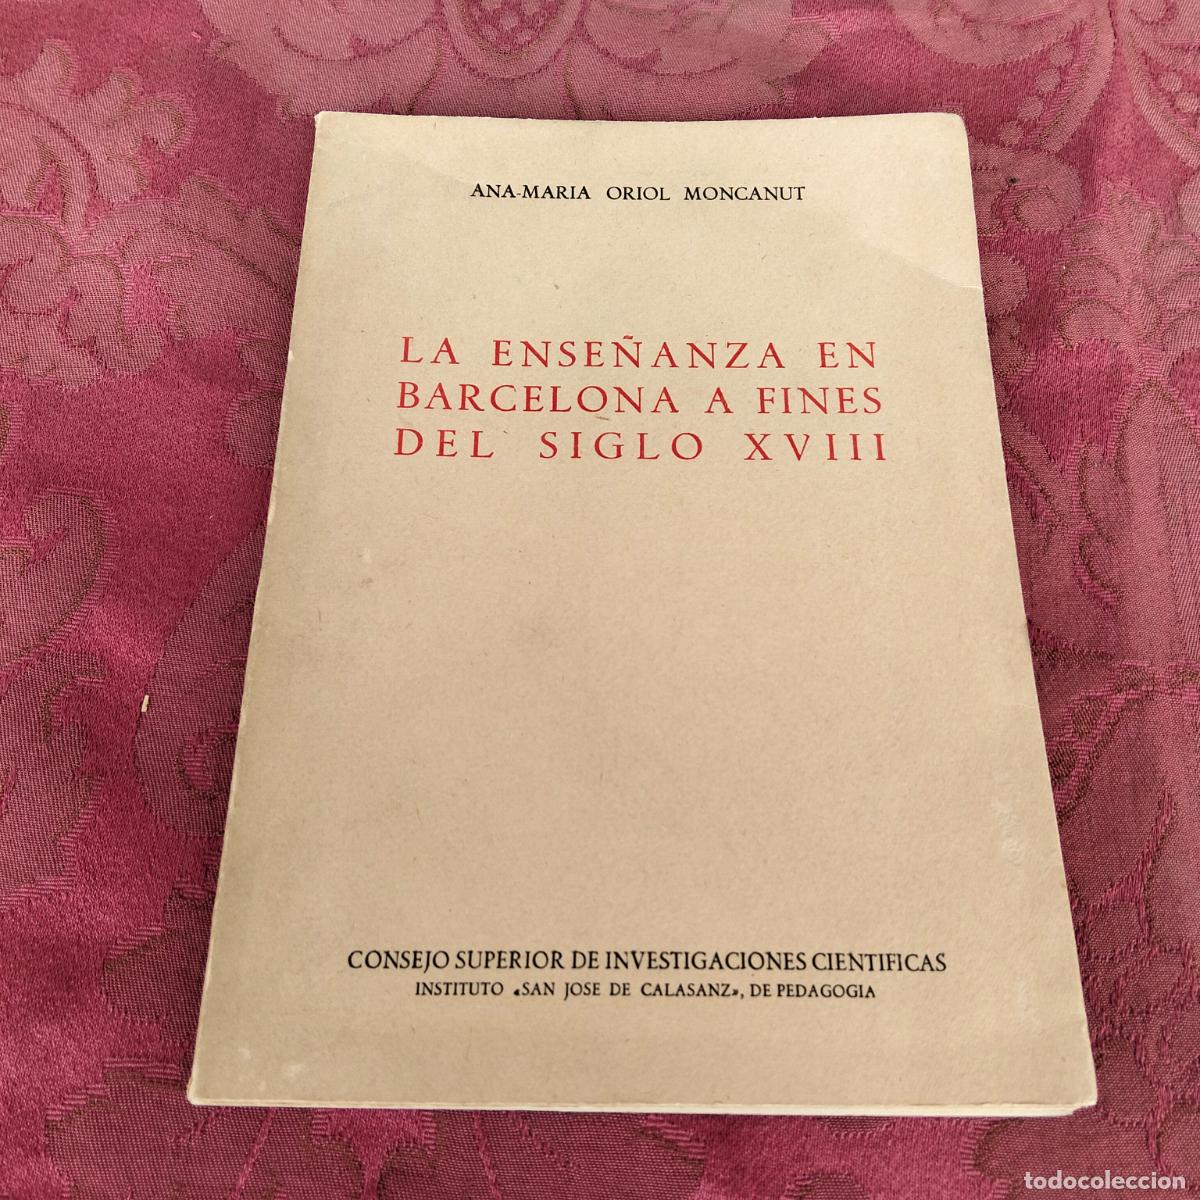 ANA-MARIA ORIOL MONCANUT
LA ENSEÑANZA EN
BARCELONA A FINES
DEL SIGLO XVIII
CONSEJO SUPERIOR DE INVESTIGACIONES CIENTIFICAS
INSTITUTO «SAN JOSE DE CALASANZ», DE PEDAGOGIA
todocoleccion